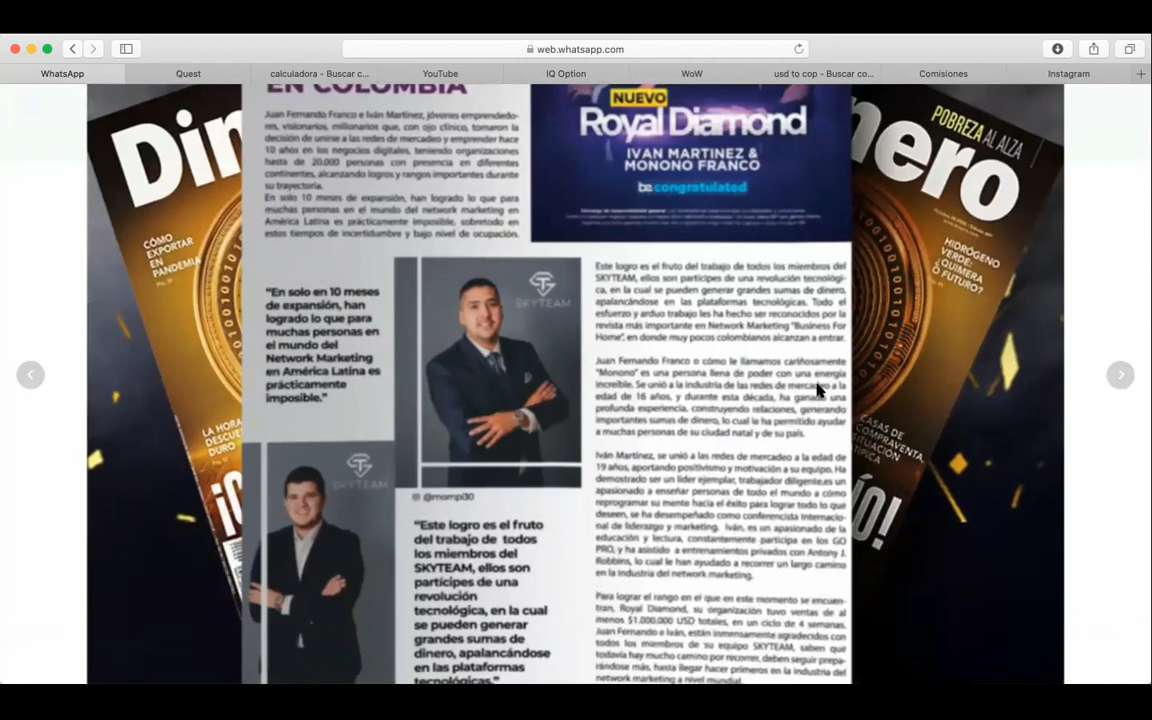 web.whatsapp.com
WhatsApp
Quest
calculadora - Buscar c...
YouTube
IQ Option
WoW
usd to cop - Buscar co...
Comisiones
Instagram
EN COLOMBIA
Juan Fernando Franco e Iván Martínez, jóvenes emprendedo-
res, visionarios, millonarios que, con ojo clínico, tomaron la
decisión de unirse a las redes de mercadeo y emprender hace
10 años en los negocios digitales, teniendo organizaciones
hasta de 20.000 personas con presencia en diferentes
continentes, alcanzando logros y rangos importantes durante
su trayectoria.
En solo 10 meses de expansión, han logrado lo que para
muchas personas en el mundo del network marketing en
América Latina es prácticamente imposible, sobretodo en
estos tiempos de incertidumbre y bajo nivel de ocupación.
NUEVO
Royal Diamond
IVAN MARTINEZ &
MONONO FRANCO
be.congratulated
"En solo en 10 meses
de expansión, han
logrado lo que para
muchas personas en
el mundo del
Network Marketing
en América Latina es
prácticamente
imposible."
SKYTEAM
SKYTEAM
@mompi30
"Este logro es el fruto
del trabajo de todos
los miembros del
SKYTEAM, ellos son
partícipes de una
revolución
tecnológica, en la cual
se pueden generar
grandes sumas de
dinero, apalancándose
en las plataformas
tecnológicas."
Este logro es el fruto del trabajo de todos los miembros del
SKYTEAM, ellos son partícipes de una revolución tecnológi-
ca, en la cual se pueden generar grandes sumas de dinero,
apalancándose en las plataformas tecnológicas. Todo el
esfuerzo y arduo trabajo les ha hecho ser reconocidos por la
revista más importante en Network Marketing "Business For
Home", en donde muy pocos colombianos alcanzan a entrar.
Juan Fernando Franco o cómo le llamamos cariñosamente
"Monono" es una persona llena de poder con una energía
increíble. Se unió a la industria de las redes de mercadeo a la
edad de 16 años, y durante esta década, ha ganado una
profunda experiencia, construyendo relaciones, generando
importantes sumas de dinero, lo cual le ha permitido ayudar
a muchas personas de su ciudad natal y de su país.
Iván Martínez, se unió a las redes de mercadeo a la edad de
19 años, aportando positivismo y motivación a su equipo. Ha
demostrado ser un líder ejemplar, trabajador diligente,es un
apasionado a enseñar personas de todo el mundo a cómo
reprogramar su mente hacia el éxito para lograr todo lo que
deseen, se ha desempeñado como conferencista Internacio-
nal de liderazgo y marketing. Iván, es un apasionado de la
educación y lectura, constantemente participa en los GO
PRO, y ha asistido a entrenamientos privados con Antony J.
Robbins, lo cual le han ayudado a recorrer un largo camino
en la industria del network marketing.
Para lograr el rango en el que en este momento se encuen-
tran, Royal Diamond, su organización tuvo ventas de al
menos $1.000.000 USD totales, en un ciclo de 4 semanas.
Juan Fernando e Iván, están inmensamente agradecidos con
todos los miembros de su equipo SKYTEAM, saben que
todavía hay mucho camino por recorrer, deben seguir prepa-
rándose más, hasta llegar hacer primeros en la industria del
network marketing a nivel mundial.
Din
CÓMO
EXPORTAR
EN
PANDEMIA
LA HORA
DESCUE
DURO
nero
POBREZA AL ALZA
HIDRÓGENO
VERDE:
¿QUIMERA
O FUTURO?
CASAS DE
COMPRAVENTA,
SITUACIÓN